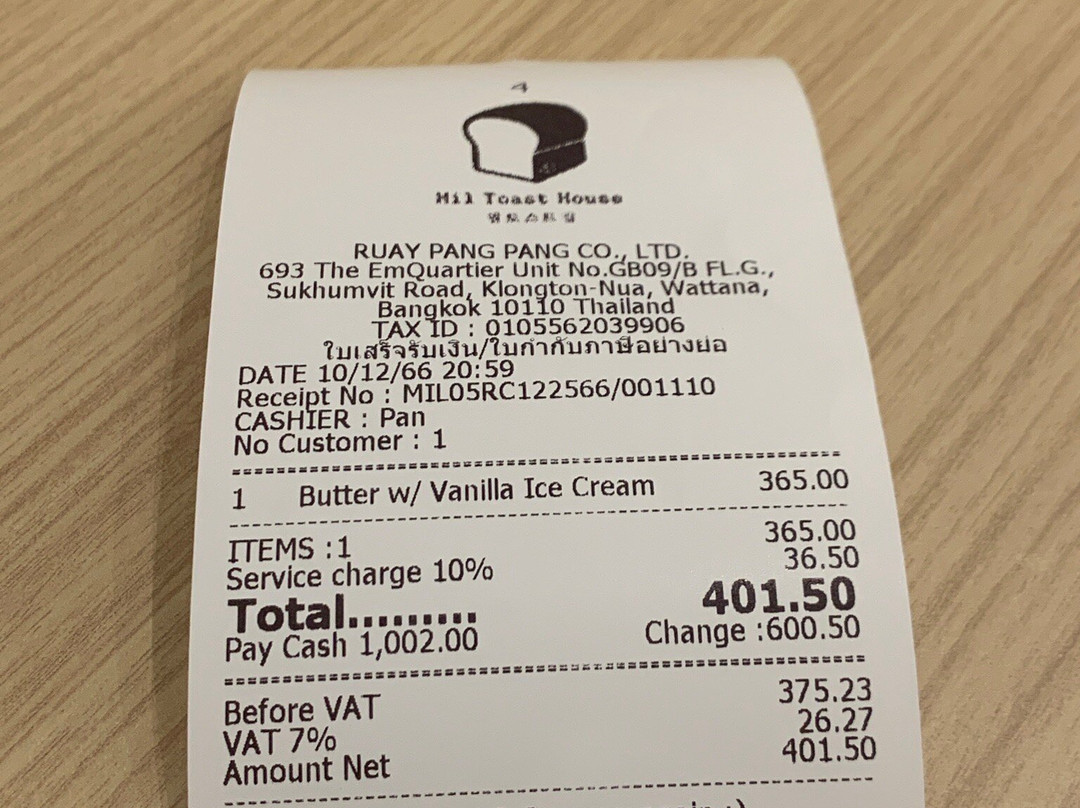 4
Mil Toast House
밀토스트집
RUAY PANG PANG CO., LTD.
693 The EmQuartier Unit No.GB09/B FL.G.,
Sukhumvit Road, Klongton-Nua, Wattana,
Bangkok 10110 Thailand
TAX ID : 0105562039906
ใบเสร็จรับเงิน/ใบกำกับภาษีอย่างย่อ
DATE 10/12/66 20:59
Receipt No : MIL05RC122566/001110
CASHIER : Pan
No Customer : 1
1 Butter w/ Vanilla Ice Cream 365.00
ITEMS :1 365.00
Service charge 10% 36.50
Total......... 401.50
Pay Cash 1,002.00 Change :600.50
Before VAT 375.23
VAT 7% 26.27
Amount Net 401.50